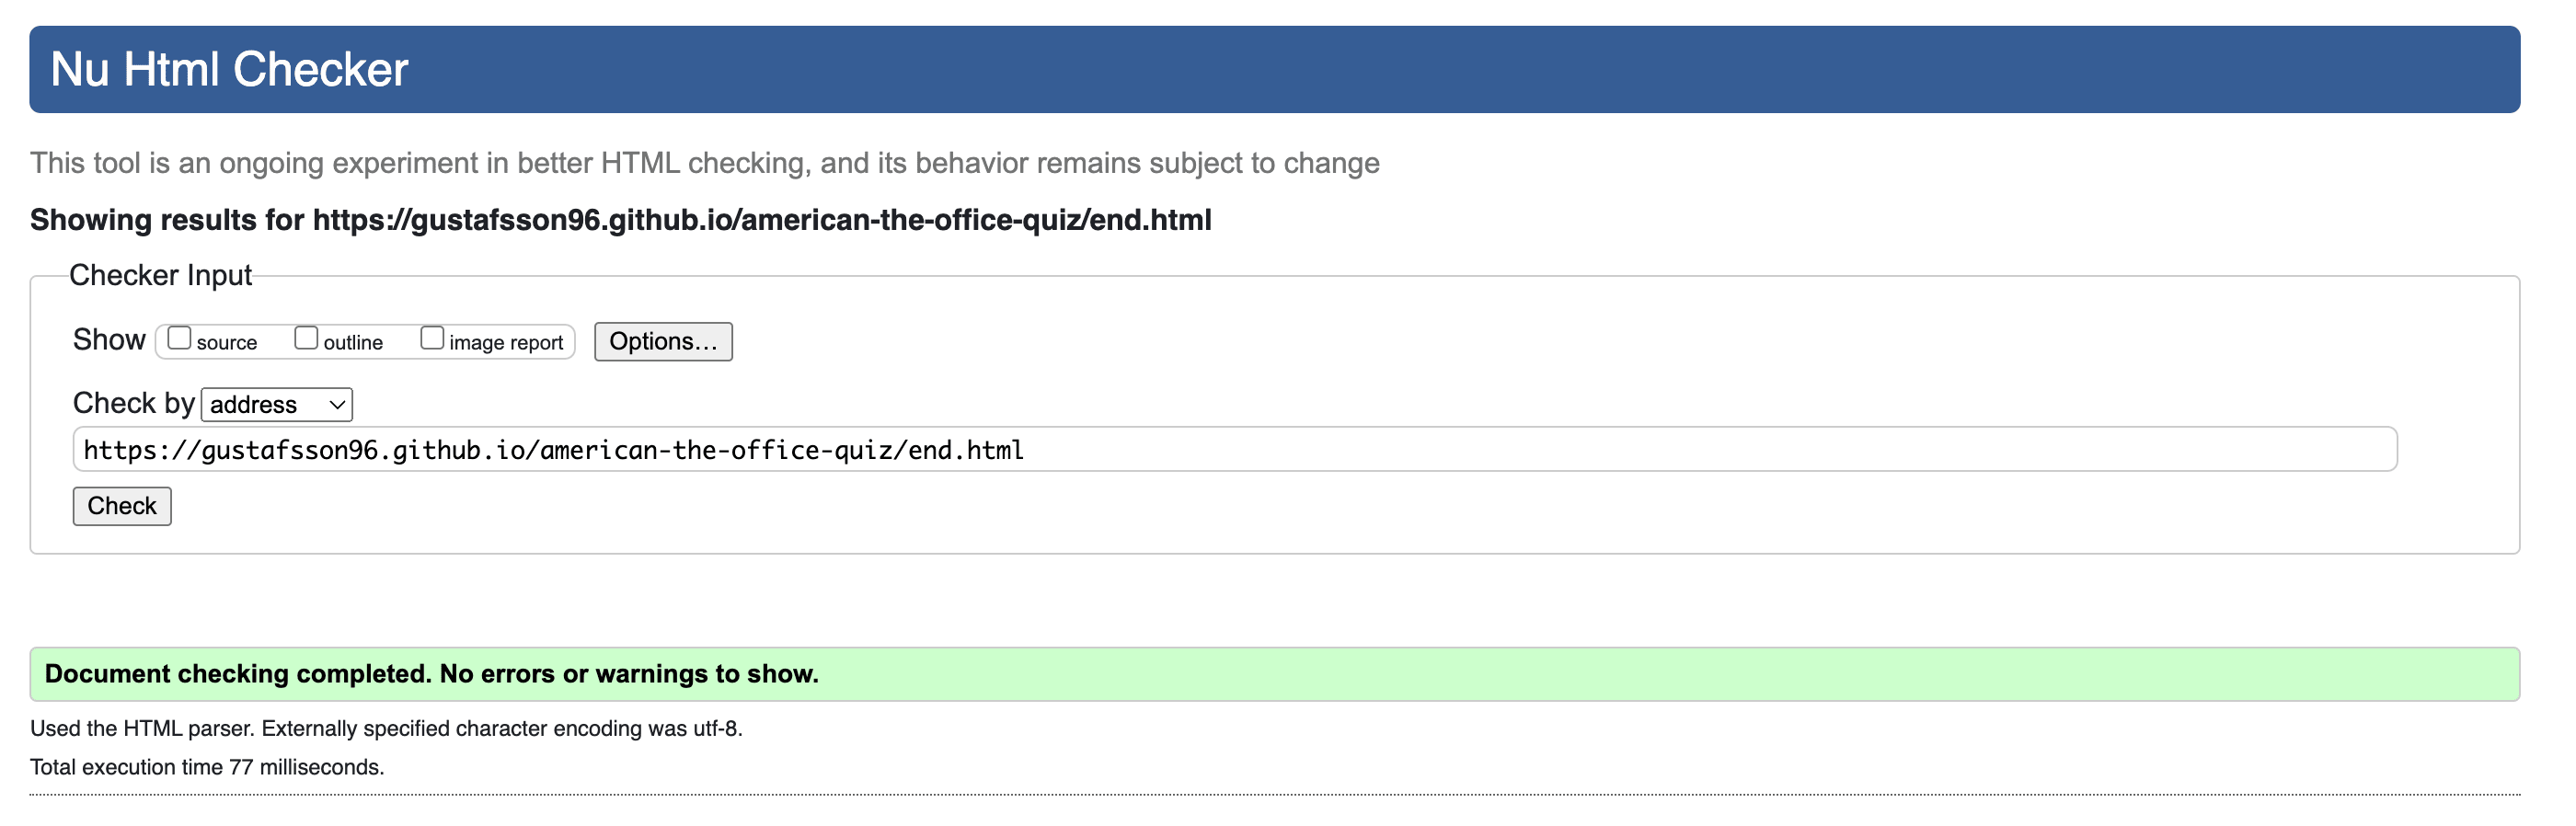 Nu Html Checker
This tool is an ongoing experiment in better HTML checking, and its behavior remains subject to change
Showing results for https://gustafsson96.github.io/american-the-office-quiz/end.html
Checker Input
Show source outline image report Options...
Check by address
https://gustafsson96.github.io/american-the-office-quiz/end.html
Check
Document checking completed. No errors or warnings to show.
Used the HTML parser. Externally specified character encoding was utf-8.
Total execution time 77 milliseconds.